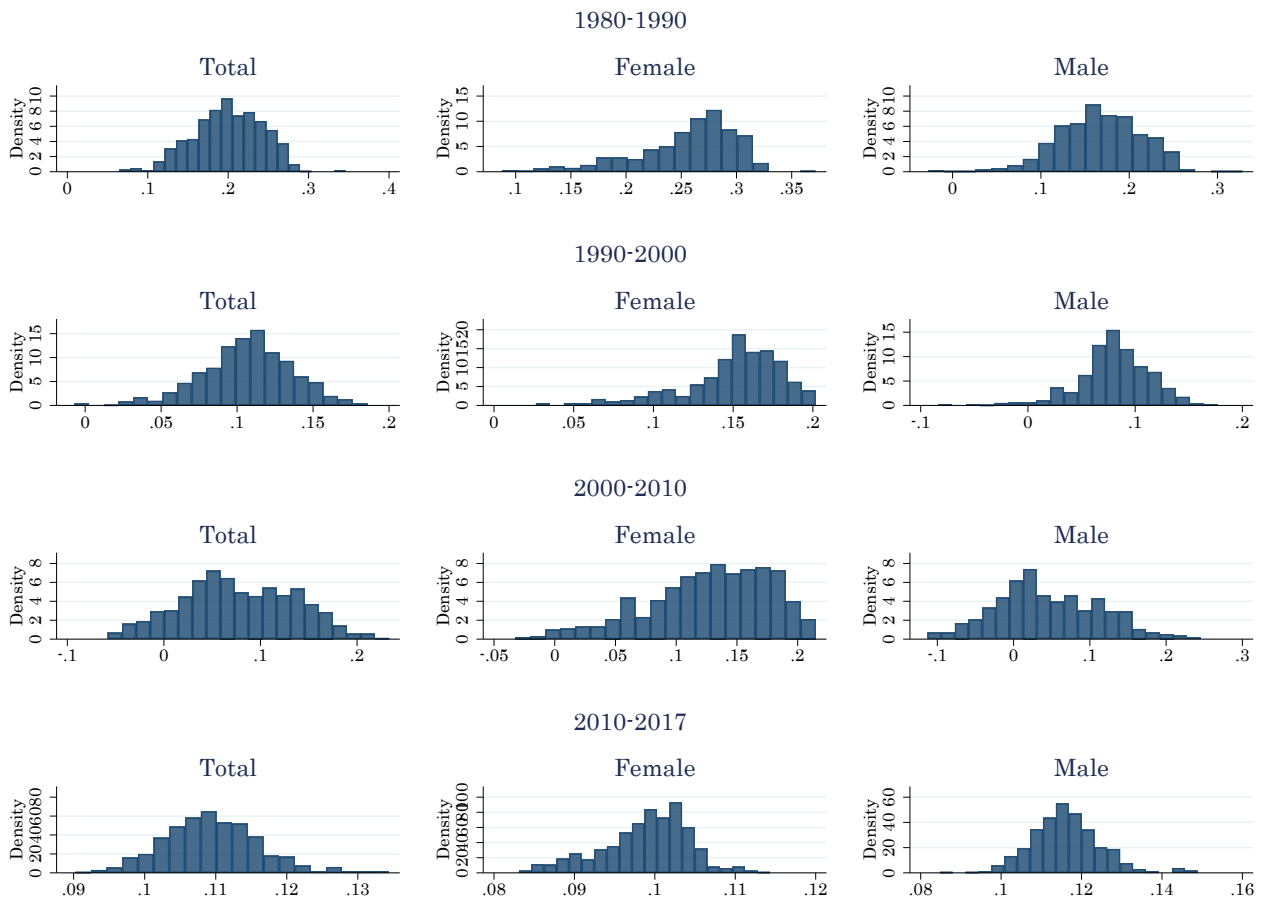 1980-1990
Total Female Male
Density 0 2 4 6 8 10
0 .1 .2 .3 .4
Density 0 5 10 15
.1 .15 .2 .25 .3 .35
Density 0 2 4 6 8 10
0 .1 .2 .3
1990-2000
Total Female Male
Density 0 5 10 15
0 .05 .1 .15 .2
Density 0 5 10 15 20
0 .05 .1 .15 .2
Density 0 5 10 15
-.1 0 .1 .2
2000-2010
Total Female Male
Density 0 2 4 6 8
-.1 0 .1 .2
Density 0 2 4 6 8
-.05 0 .05 .1 .15 .2
Density 0 2 4 6 8
-.1 0 .1 .2 .3
2010-2017
Total Female Male
Density 0 20 40 60 80
.09 .1 .11 .12 .13
Density 0 20 40 60 80 100
.08 .09 .1 .11 .12
Density 0 20 40 60
.08 .1 .12 .14 .16